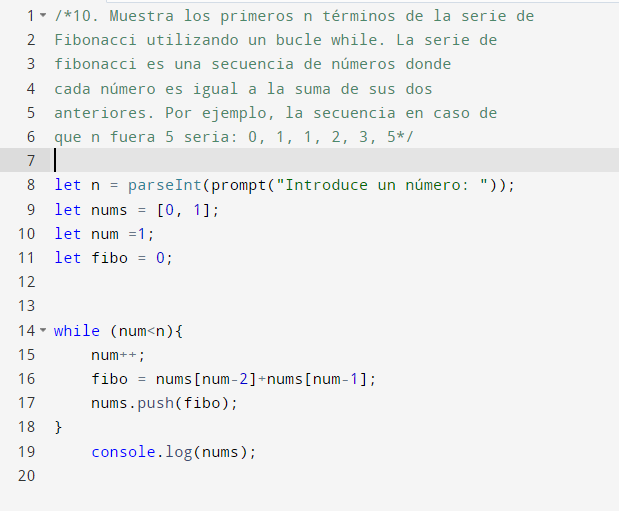 1 /*10. Muestra los primeros n términos de la serie de
2 Fibonacci utilizando un bucle while. La serie de
3 fibonacci es una secuencia de números donde
4 cada número es igual a la suma de sus dos
5 anteriores. Por ejemplo, la secuencia en caso de
6 que n fuera 5 seria: 0, 1, 1, 2, 3, 5*/
7
8 let n = parseInt(prompt("Introduce un número: "));
9 let nums = [0, 1];
10 let num =1;
11 let fibo = 0;
12
13
14 while (num<n){
15     num++;
16     fibo = nums[num-2]+nums[num-1];
17     nums.push(fibo);
18 }
19     console.log(nums);
20